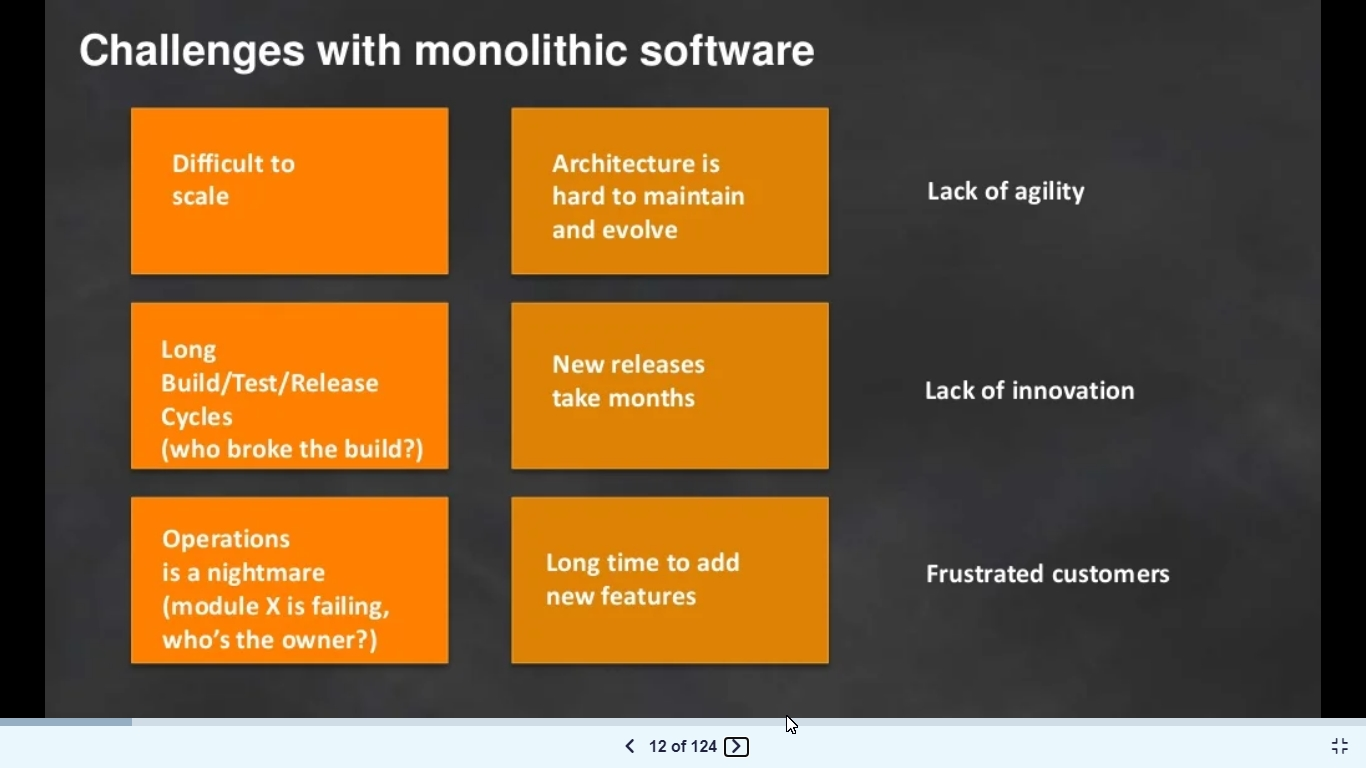 Challenges with monolithic software
Difficult to
scale
Architecture is
hard to maintain
and evolve
Lack of agility
Long
Build/Test/Release
Cycles
(who broke the build?)
New releases
take months
Lack of innovation
Operations
is a nightmare
(module X is failing,
who’s the owner?)
Long time to add
new features
Frustrated customers
12 of 124